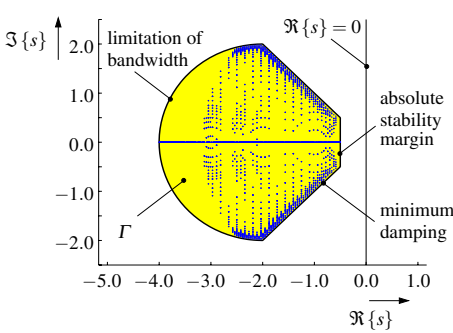 ℑ{s}
ℜ{s} = 0
2.0
1.0
0.0
−1.0
−2.0
limitation of
bandwidth
absolute
stability
margin
minimum
damping
Γ
−5.0 −4.0 −3.0 −2.0 −1.0 0.0 1.0
ℜ{s}